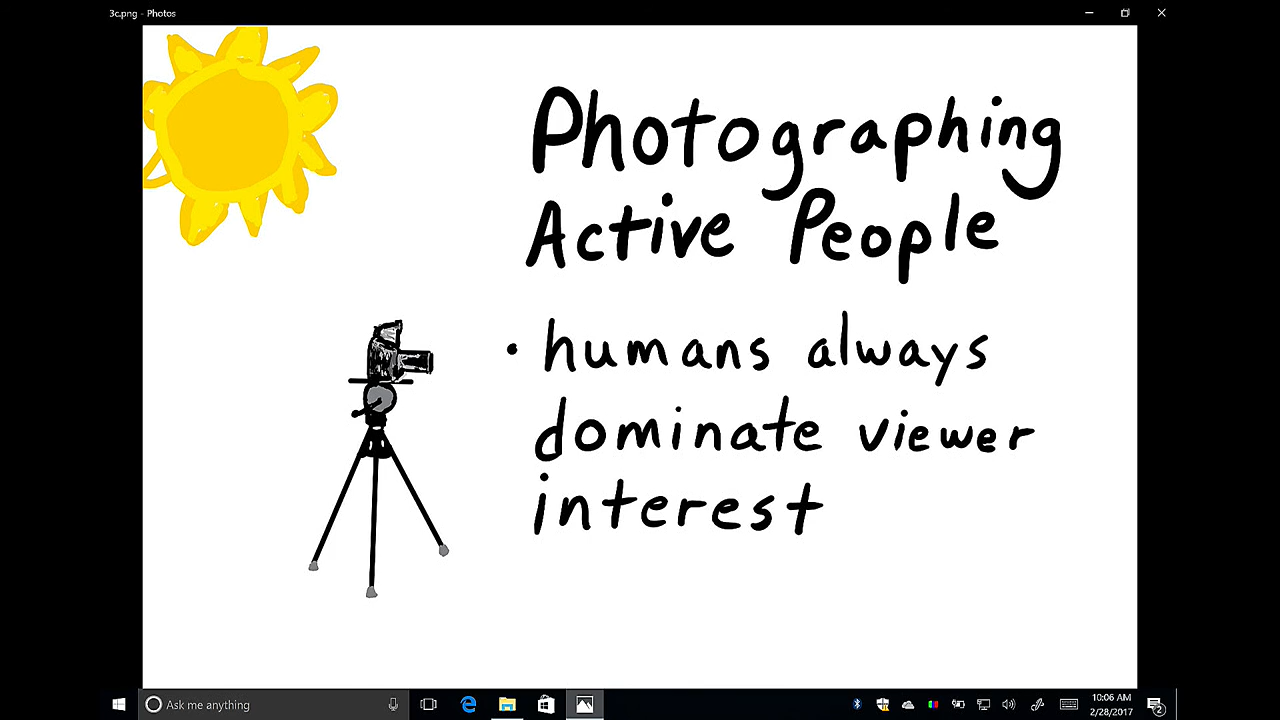 3c.png - Photos
Photographing
Active People
• humans always
dominate viewer
interest
Ask me anything
10:06 AM
2/28/2017
2